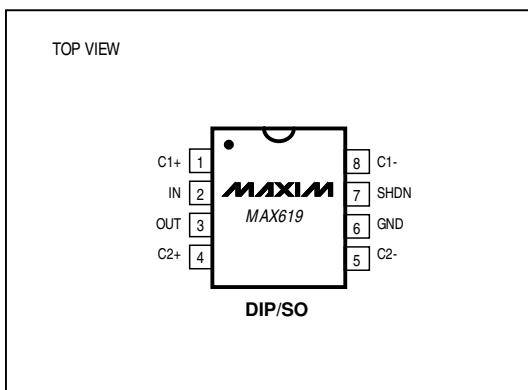 TOP VIEW
C1+ 1 8 C1-
IN 2 MAXIM 7 SHDN
MAX619
OUT 3 6 GND
C2+ 4 5 C2-
DIP/SO